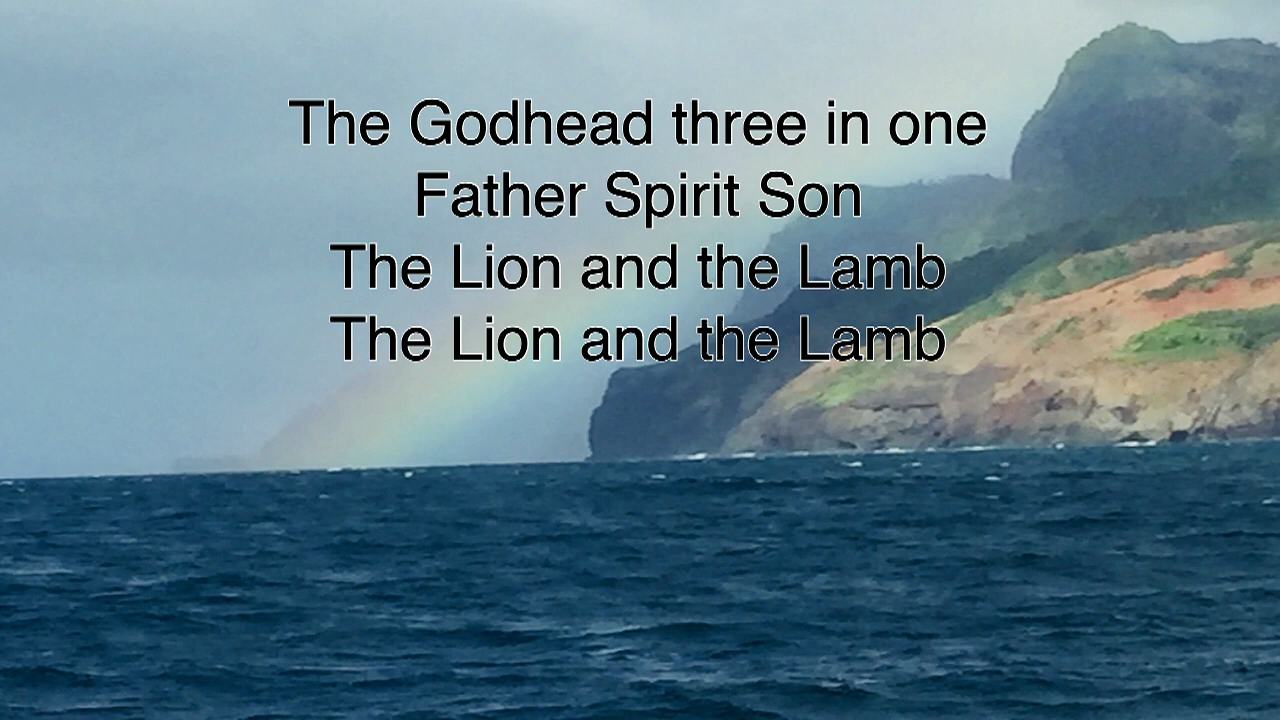 The Godhead three in one
Father Spirit Son
The Lion and the Lamb
The Lion and the Lamb